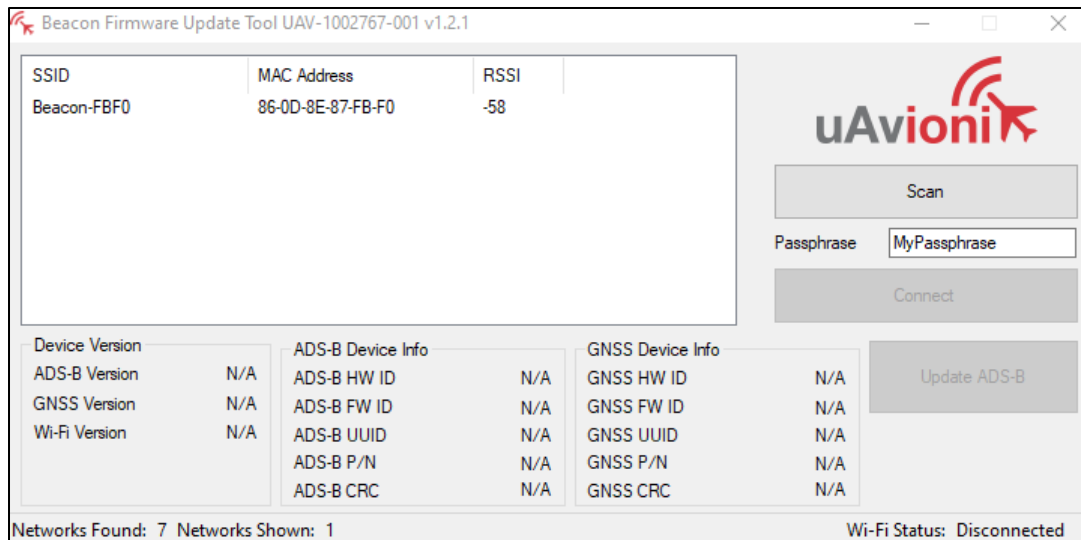 Beacon Firmware Update Tool UAV-1002767-001 v1.2.1
SSID MAC Address RSSI
Beacon-FBF0 86-0D-8E-87-FB-F0 -58
uAvionix
Scan
Passphrase MyPassphrase
Connect
Device Version
ADS-B Version N/A
GNSS Version N/A
Wi-Fi Version N/A
ADS-B Device Info
ADS-B HW ID N/A
ADS-B FW ID N/A
ADS-B UUID N/A
ADS-B P/N N/A
ADS-B CRC N/A
GNSS Device Info
GNSS HW ID N/A
GNSS FW ID N/A
GNSS UUID N/A
GNSS P/N N/A
GNSS CRC N/A
Update ADS-B
Networks Found: 7 Networks Shown: 1
Wi-Fi Status: Disconnected